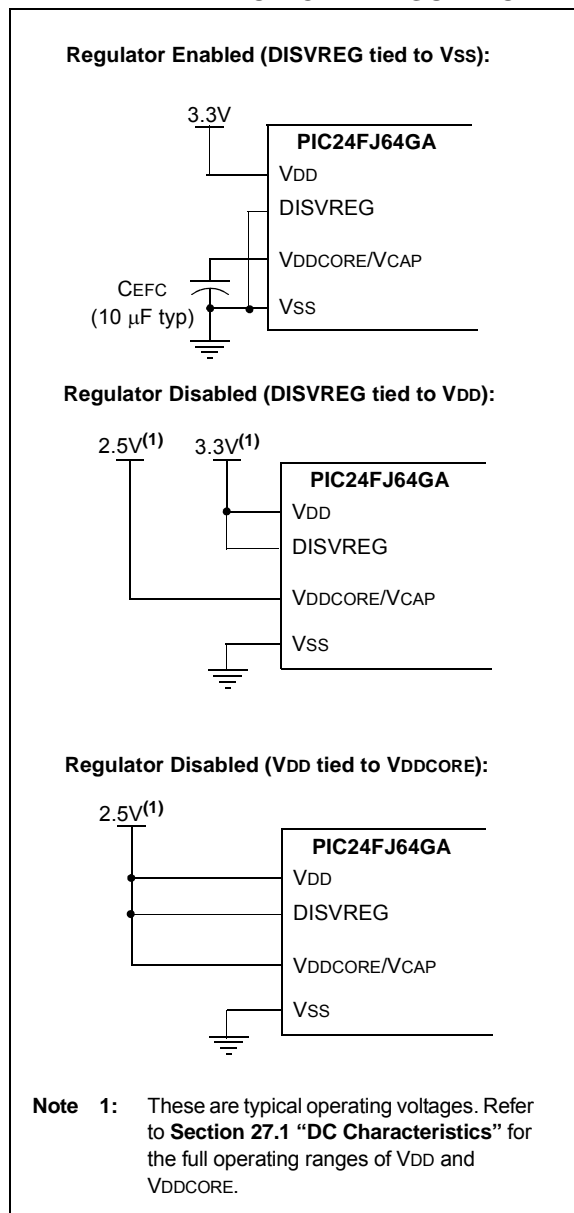 Regulator Enabled (DISVREG tied to VSS):
3.3V
PIC24FJ64GA
VDD
DISVREG
VDDCORE/VCAP
CEFC
(10 μF typ)
VSS
Regulator Disabled (DISVREG tied to VDD):
2.5V(1) 3.3V(1)
PIC24FJ64GA
VDD
DISVREG
VDDCORE/VCAP
VSS
Regulator Disabled (VDD tied to VDDCORE):
2.5V(1)
PIC24FJ64GA
VDD
DISVREG
VDDCORE/VCAP
VSS
Note 1: These are typical operating voltages. Refer
to Section 27.1 “DC Characteristics” for
the full operating ranges of VDD and
VDDCORE.